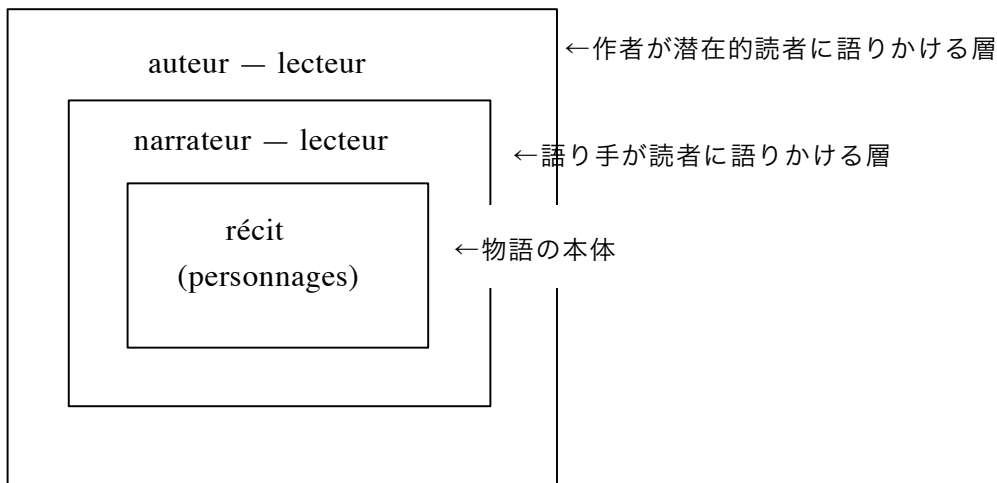 auteur — lecteur
←作者が潜在的読者に語りかける層
narrateur — lecteur
←語り手が読者に語りかける層
récit
(personnages)
←物語の本体